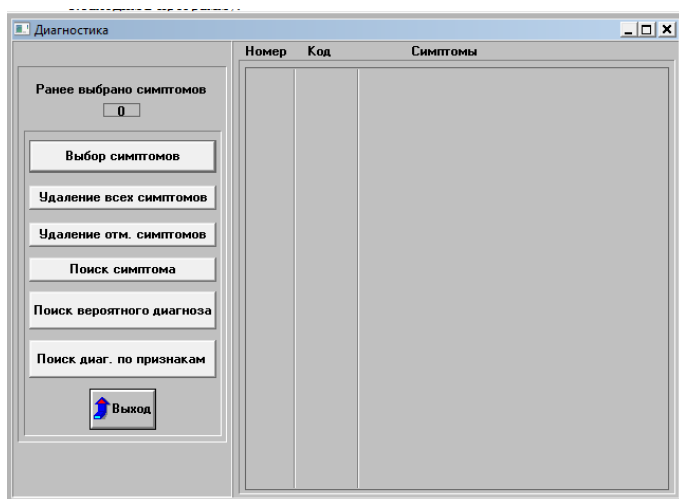 Диагностика
Номер Код Симптомы
Ранее выбрано симптомов
0
Выбор симптомов
Удаление всех симптомов
Удаление отм. симптомов
Поиск симптома
Поиск вероятного диагноза
Поиск диаг. по признакам
Выход